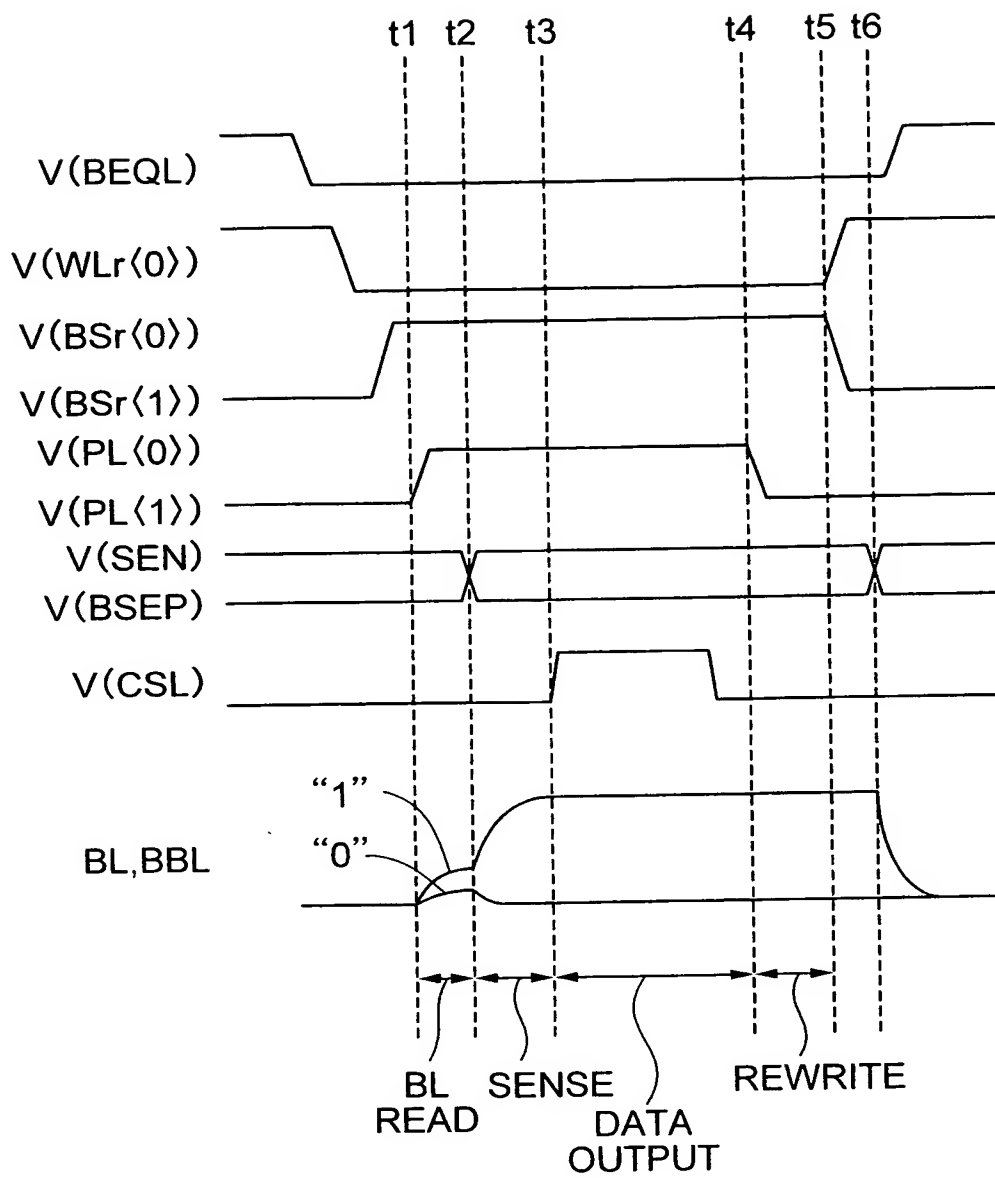 t1 t2 t3 t4 t5 t6
V(BEQL)
V(WLr⟨0⟩)
V(BSr⟨0⟩)
V(BSr⟨1⟩)
V(PL⟨0⟩)
V(PL⟨1⟩)
V(SEN)
V(BSEP)
V(CSL)
“1”
“0”
BL,BBL
BL
READ
SENSE
DATA
OUTPUT
REWRITE